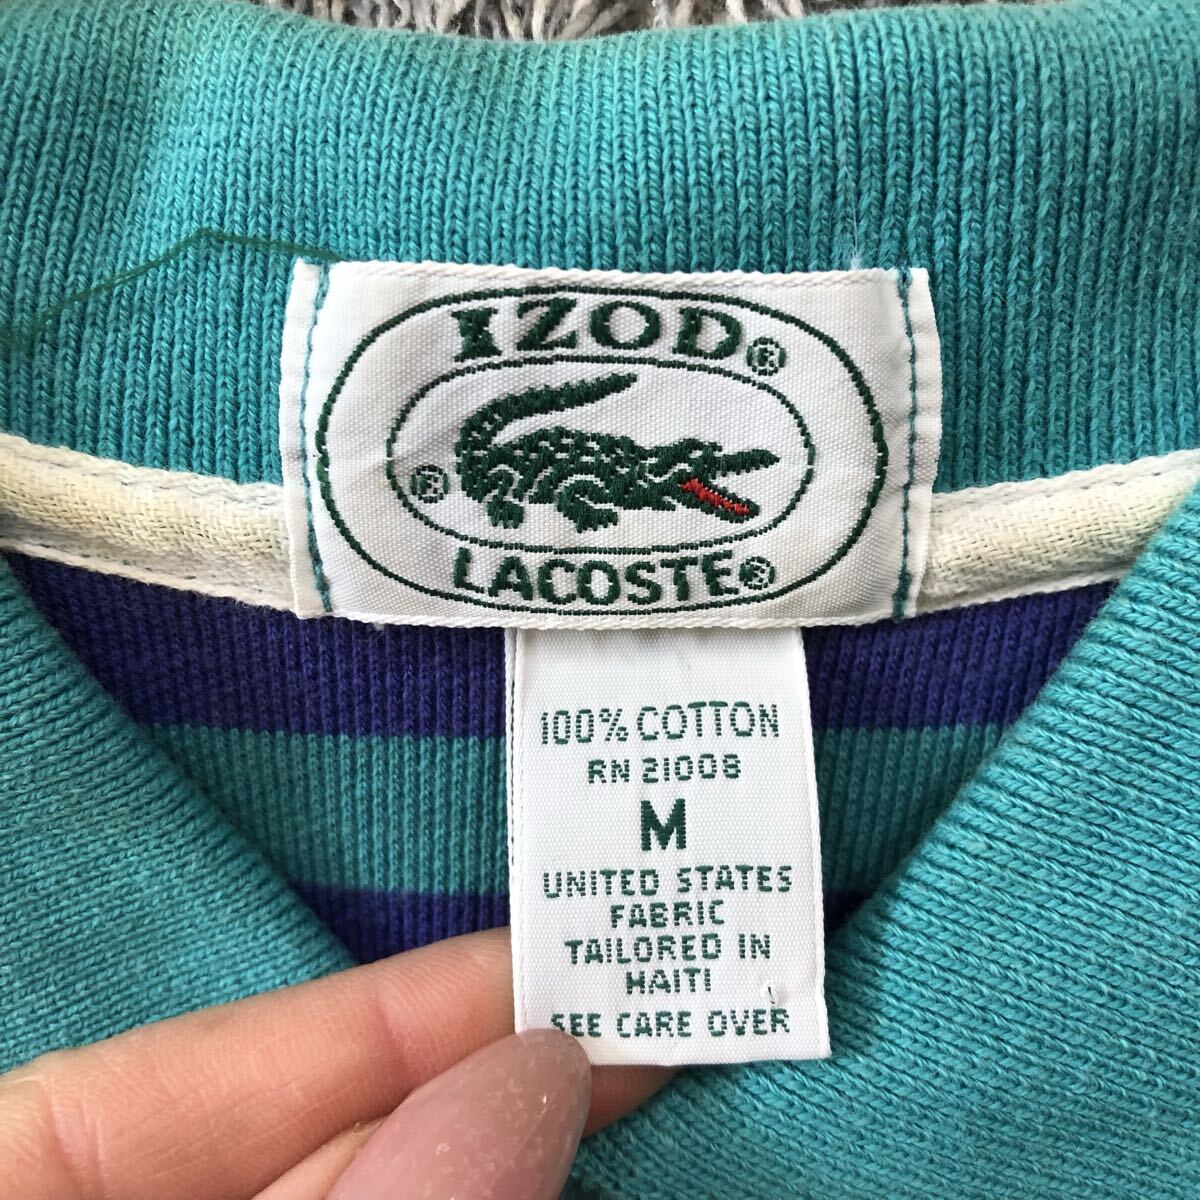 IZOD®
®
LACOSTE®
100% COTTON
RN 21008
M
UNITED STATES
FABRIC
TAILORED IN
HAITI
SEE CARE OVER